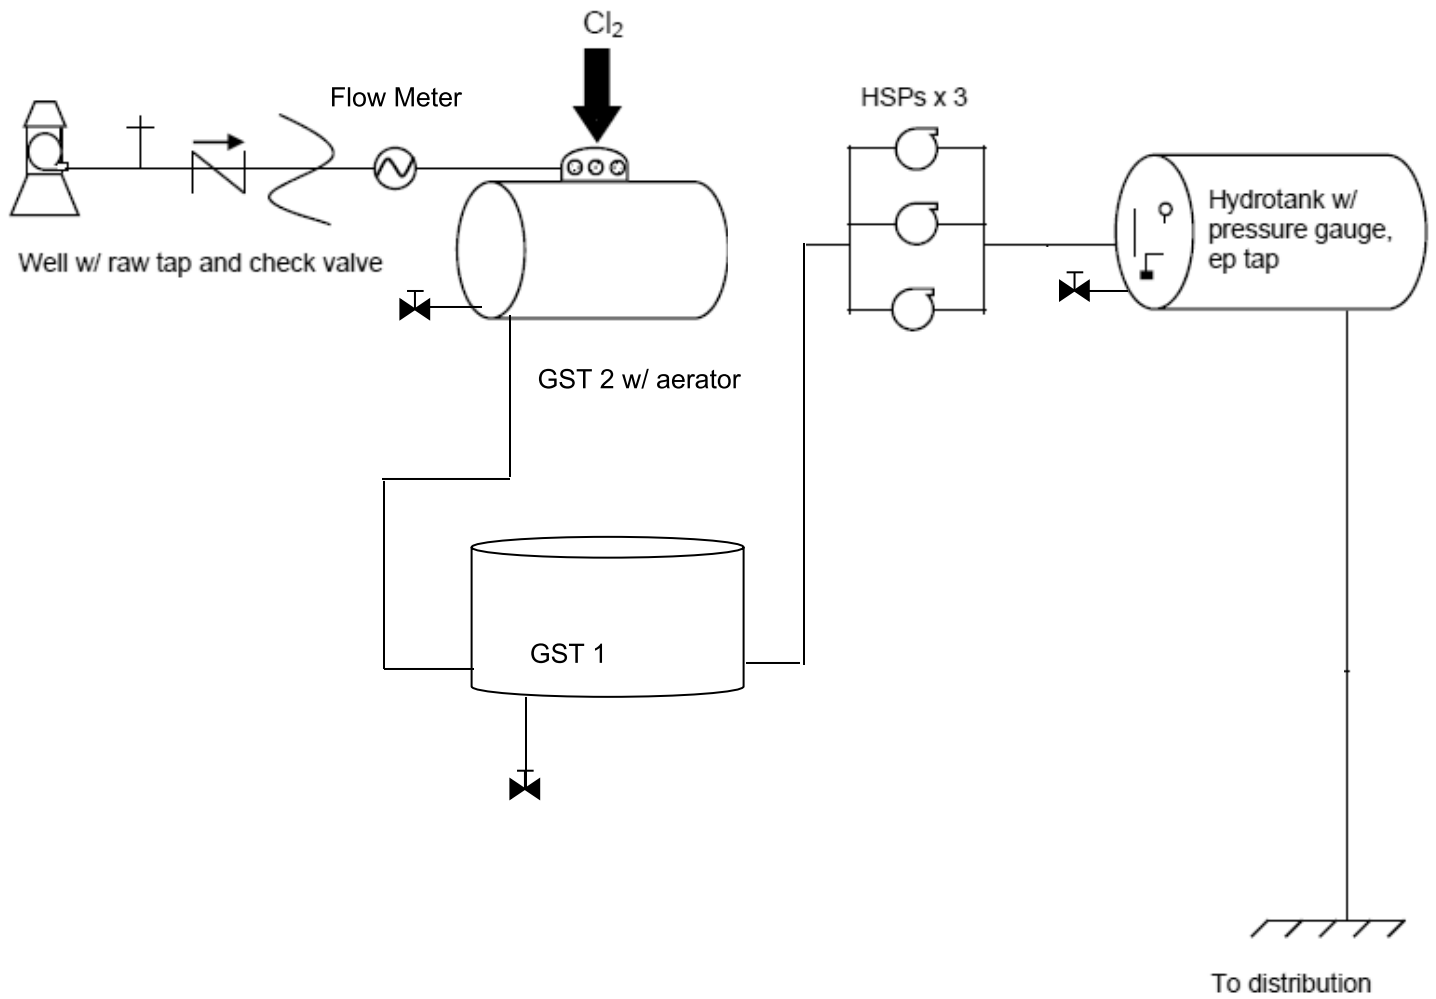 Cl₂
Flow Meter
HSPs x 3
Hydrotank w/
pressure gauge,
ep tap
Well w/ raw tap and check valve
GST 2 w/ aerator
GST 1
To distribution